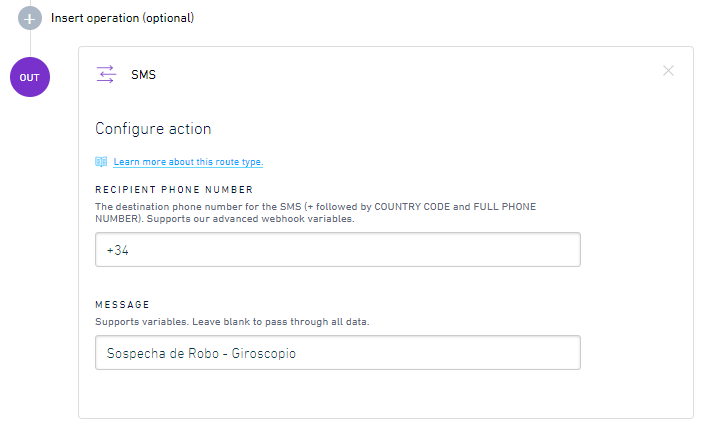 Insert operation (optional)
OUT
SMS
Configure action
Learn more about this route type.
RECIPIENT PHONE NUMBER
The destination phone number for the SMS (+ followed by COUNTRY CODE and FULL PHONE
NUMBER). Supports our advanced webhook variables.
+34
MESSAGE
Supports variables. Leave blank to pass through all data.
Sospecha de Robo - Giroscopio